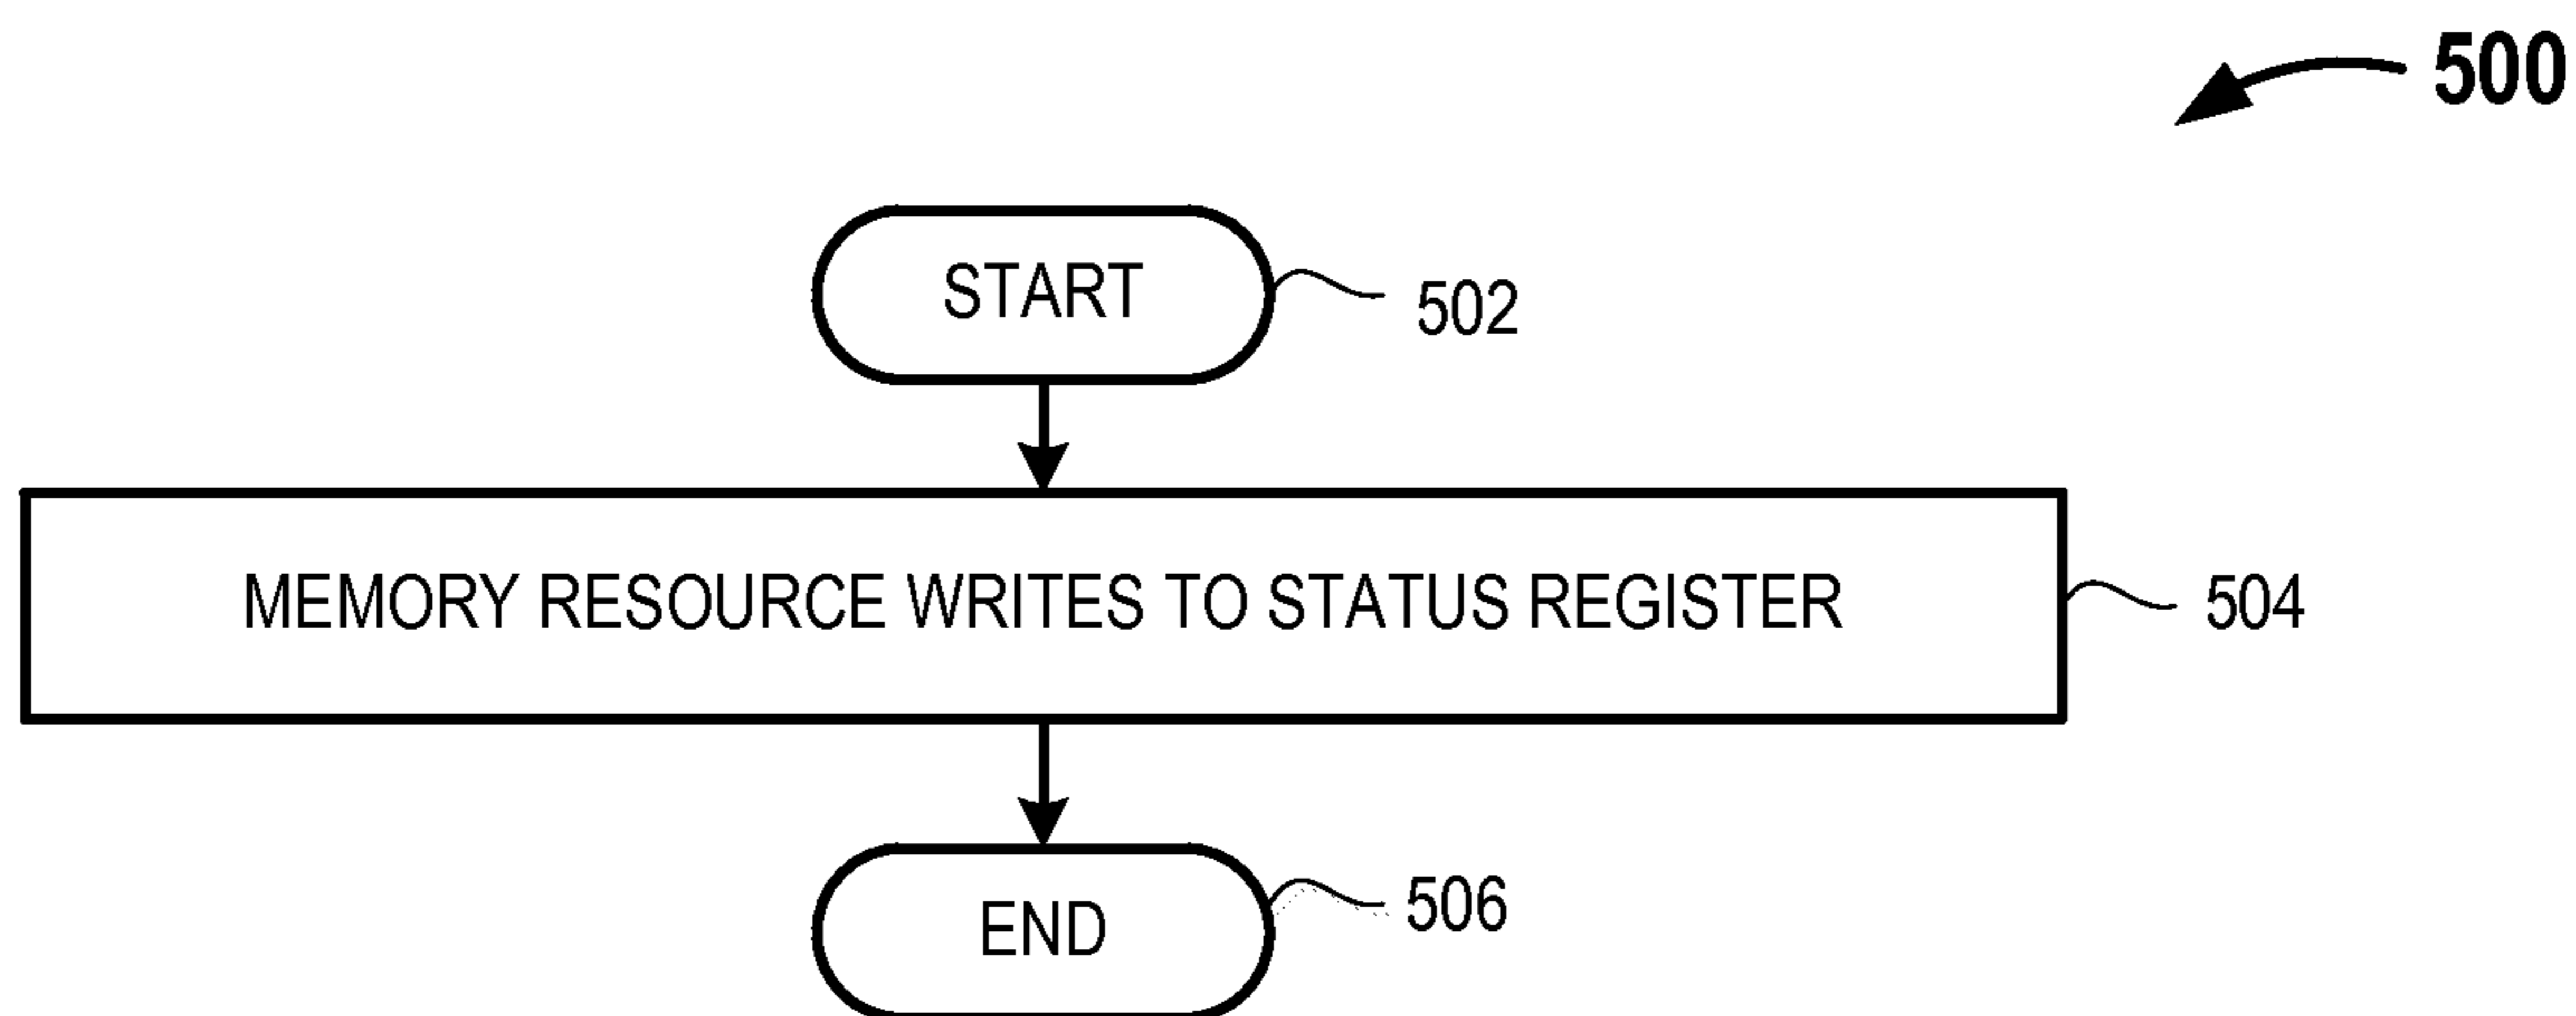 500
START
502
MEMORY RESOURCE WRITES TO STATUS REGISTER
504
END
506